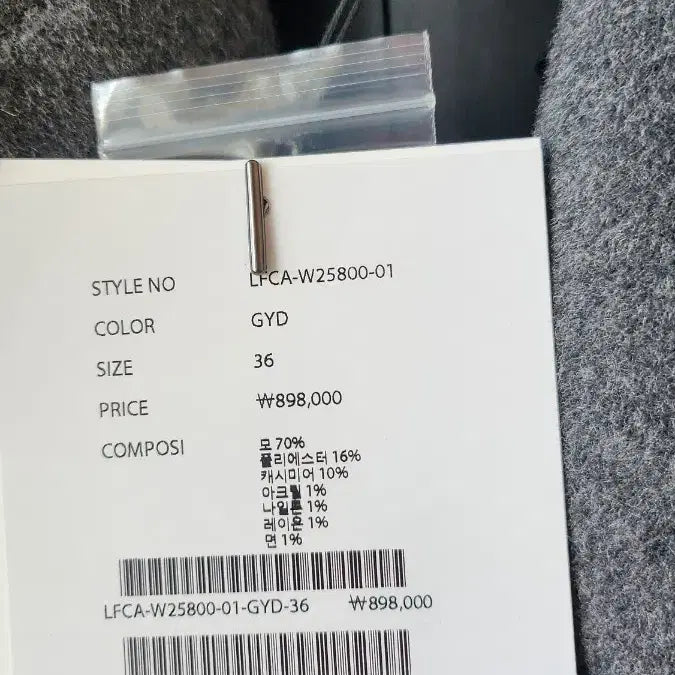 STYLE NO LFCA-W25800-01
COLOR GYD
SIZE 36
PRICE ₩898,000
COMPOSI 모 70%
폴리에스터 16%
캐시미어 10%
아크릴 1%
나일론 1%
레이온 1%
면 1%
LFCA-W25800-01-GYD-36 ₩898,000